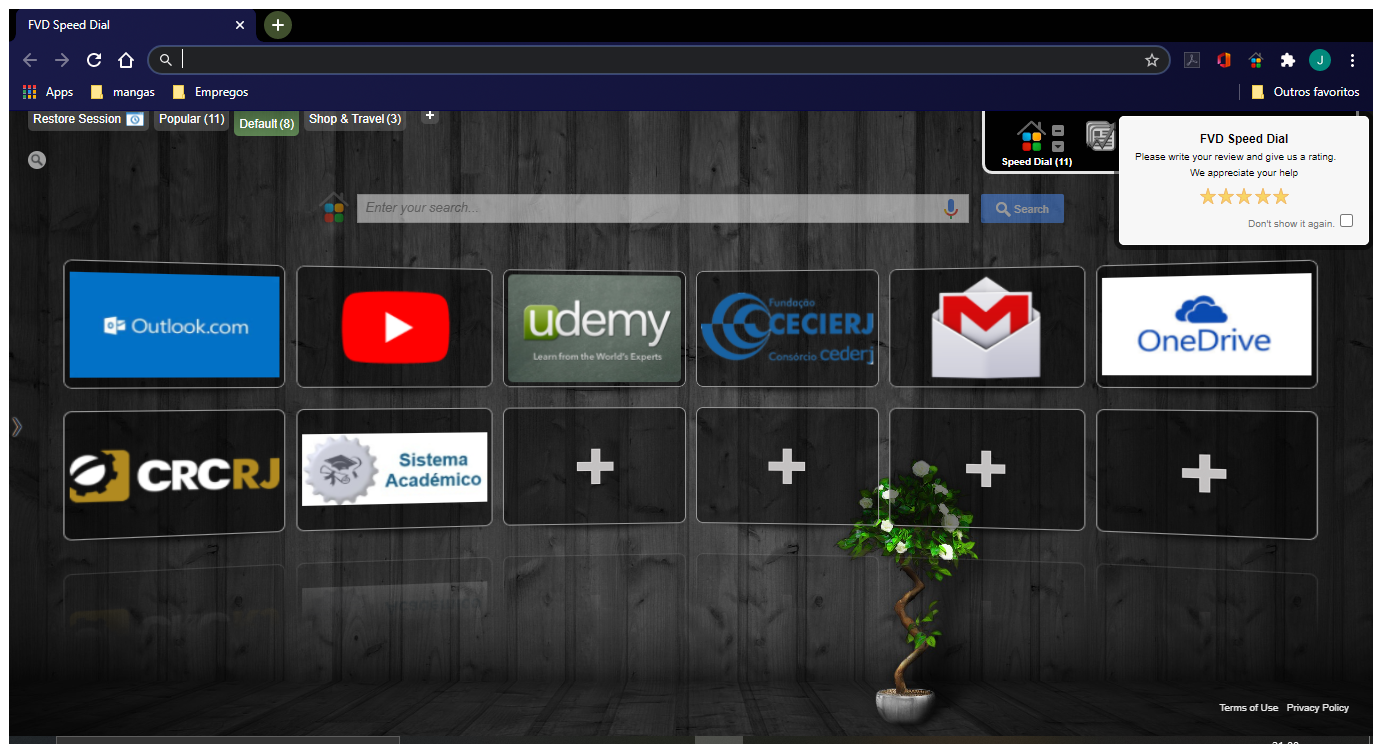 FVD Speed Dial
Apps mangas Empregos Outros favoritos
J
Restore Session Popular (11) Default (8) Shop & Travel (3)
Speed Dial (11)
FVD Speed Dial
Please write your review and give us a rating.
We appreciate your help
Don't show it again.
Enter your search...
Search
Outlook.com
udemy
Learn from the World's Experts
Fundação
CECIERJ
Consórcio cederj
OneDrive
CRCRJ
Sistema
Académico
Terms of Use Privacy Policy